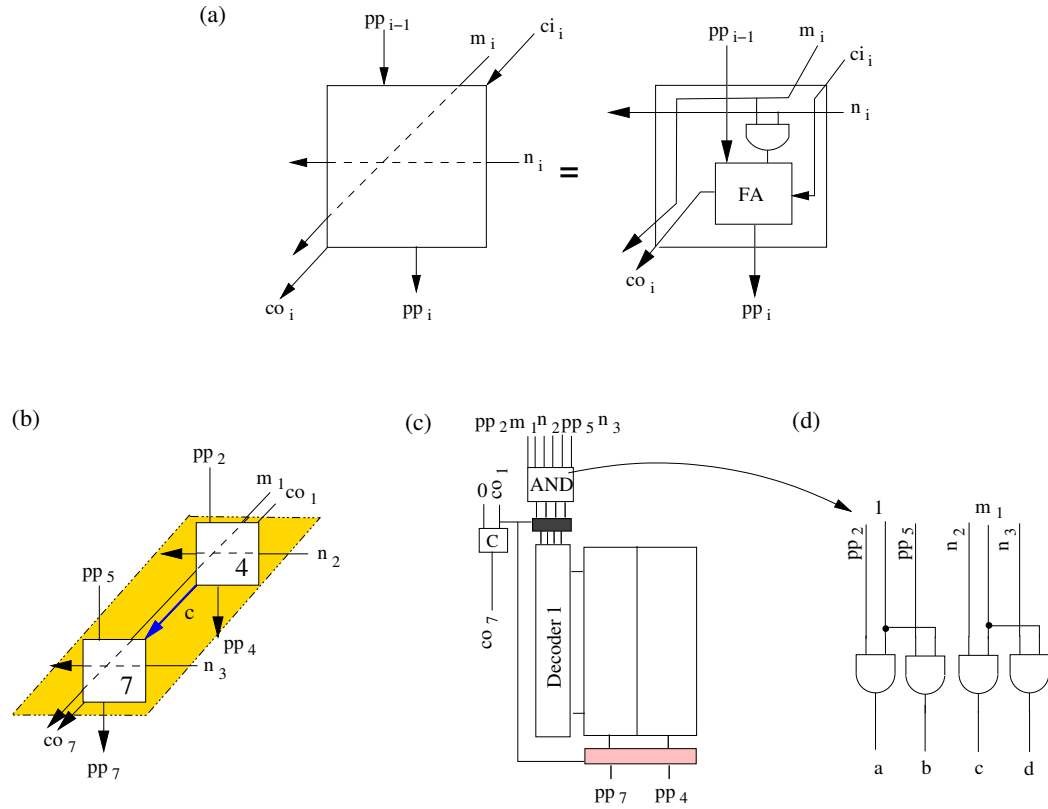 (a)
pp i−1
m i
ci i
n i
co i
pp i
=
pp i−1
m i
ci i
n i
FA
co i
pp i
(b)
pp 2
m 1
co 1
4
n 2
pp 5
c
pp 4
7
n 3
co 7
pp 7
(c)
pp 2 m 1 n 2 pp 5 n 3
0
co 1
AND
C
co 7
Decoder 1
pp 7
pp 4
(d)
1
m 1
pp 2
pp 5
n 2
n 3
a
b
c
d